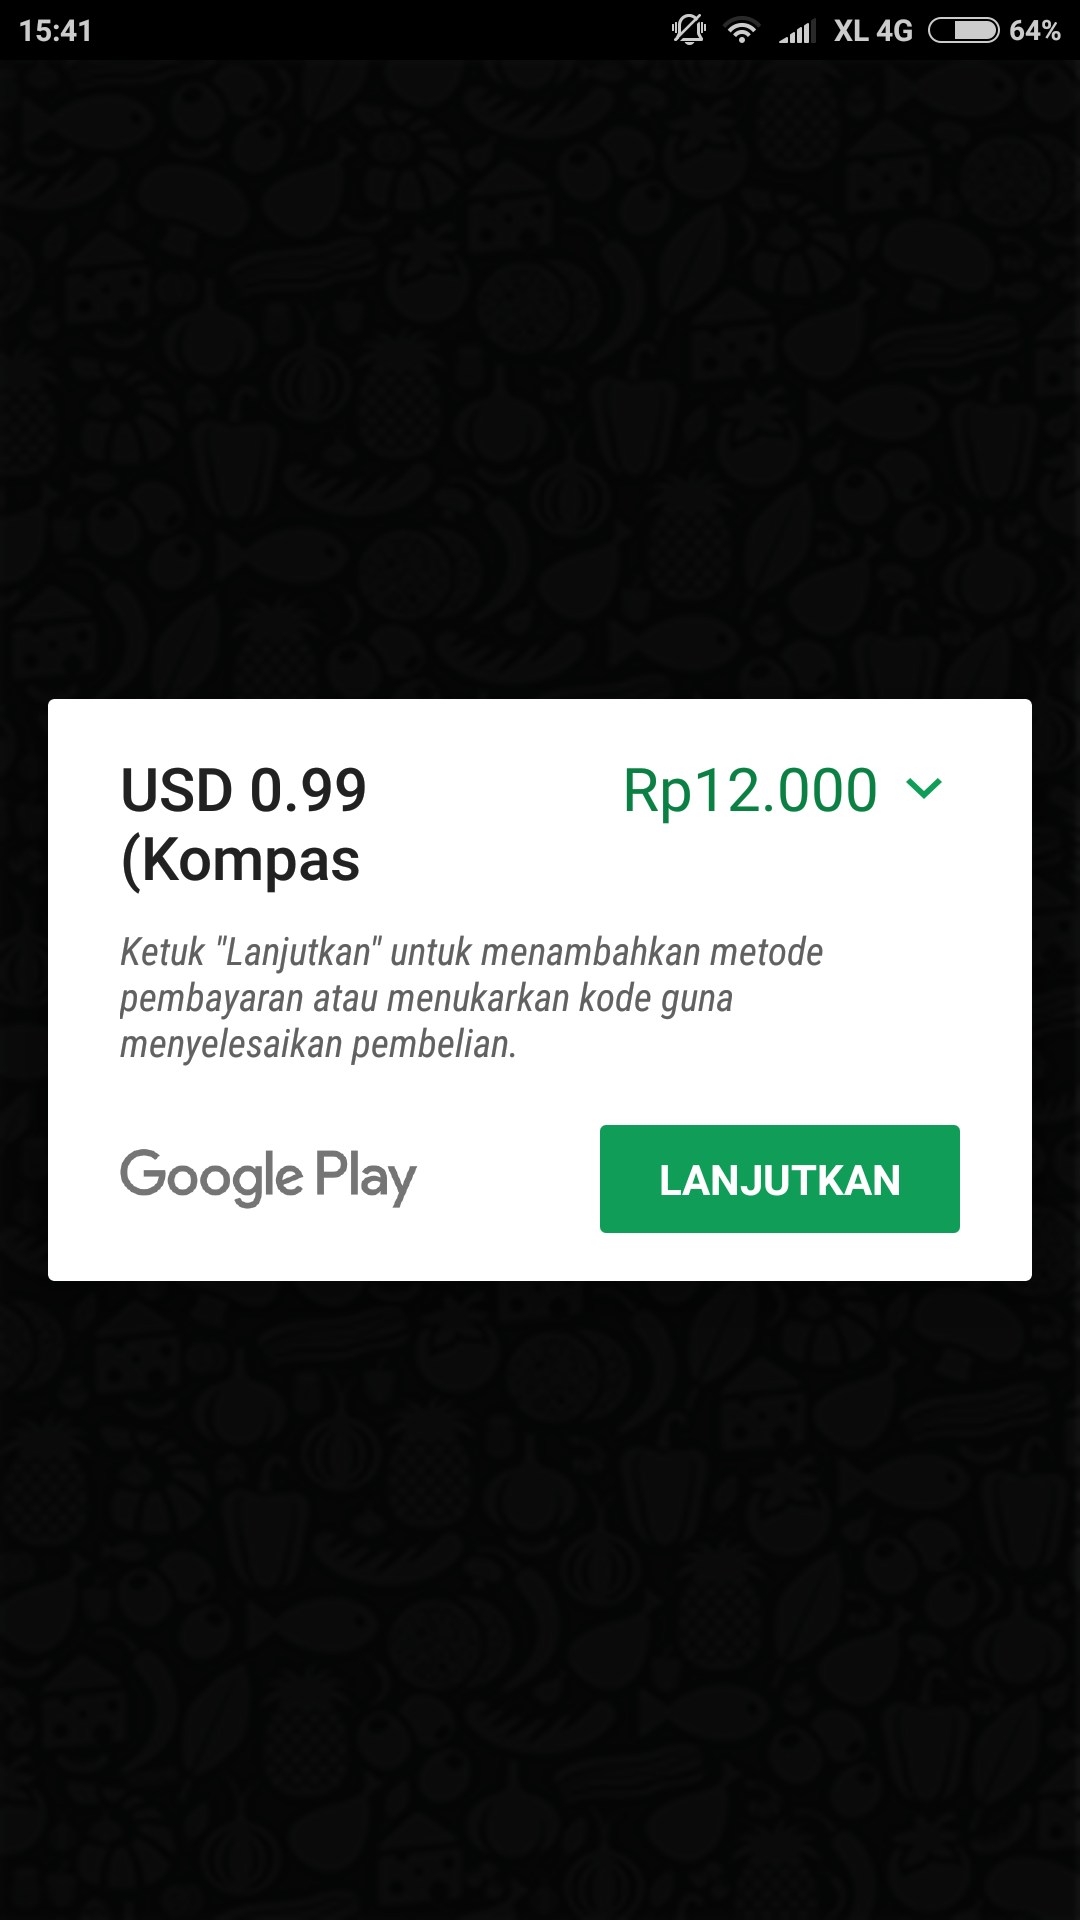 15:41 XL 4G 64%
USD 0.99 Rp12.000
(Kompas
Ketuk "Lanjutkan" untuk menambahkan metode
pembayaran atau menukarkan kode guna
menyelesaikan pembelian.
Google Play LANJUTKAN